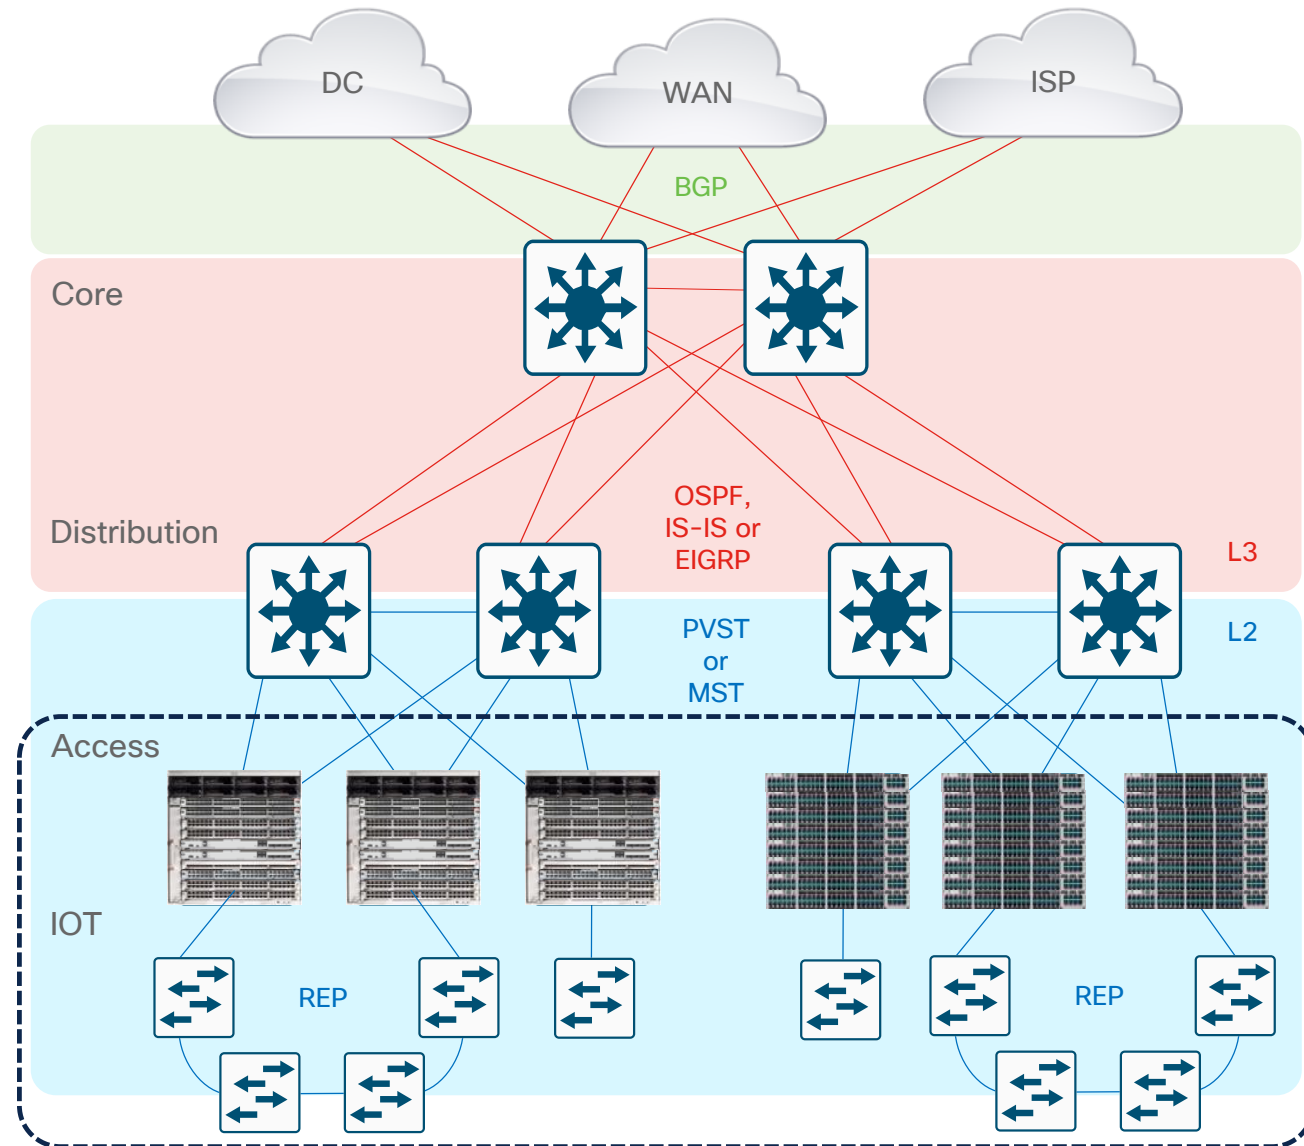 DC
WAN
ISP
BGP
Core
Distribution
OSPF,
IS-IS or
EIGRP
L3
PVST
or
MST
L2
Access
IOT
REP
REP